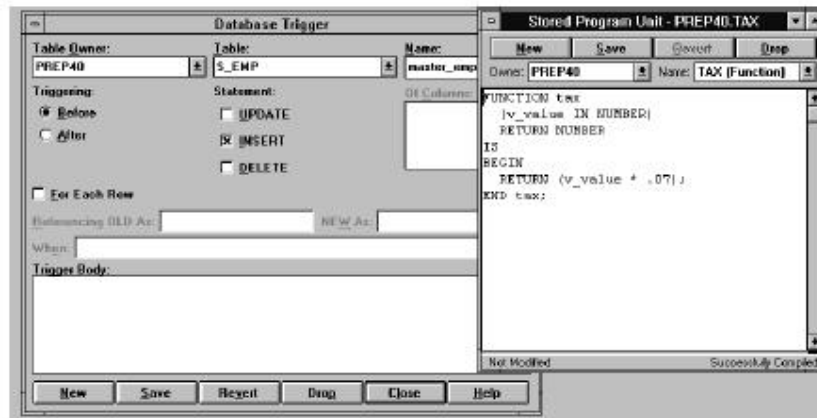 Database Trigger
Table Owner:
Table:
Name:
PREP40
S_EMP
master_emp
Triggering:
Statement:
Of Columns:
Before
UPDATE
After
INSERT
DELETE
For Each Row
Referencing OLD As:
NEW As:
When:
Trigger Body:
New Save Revert Drop Close Help
Stored Program Unit - PREP40.TAX
New Save Revert Drop
Owner: PREP40 Name: TAX (Function)
FUNCTION tax
(v_value IN NUMBER)
RETURN NUMBER
IS
BEGIN
RETURN (v_value * .07);
END tax;
Not Modified
Successfully Compiled